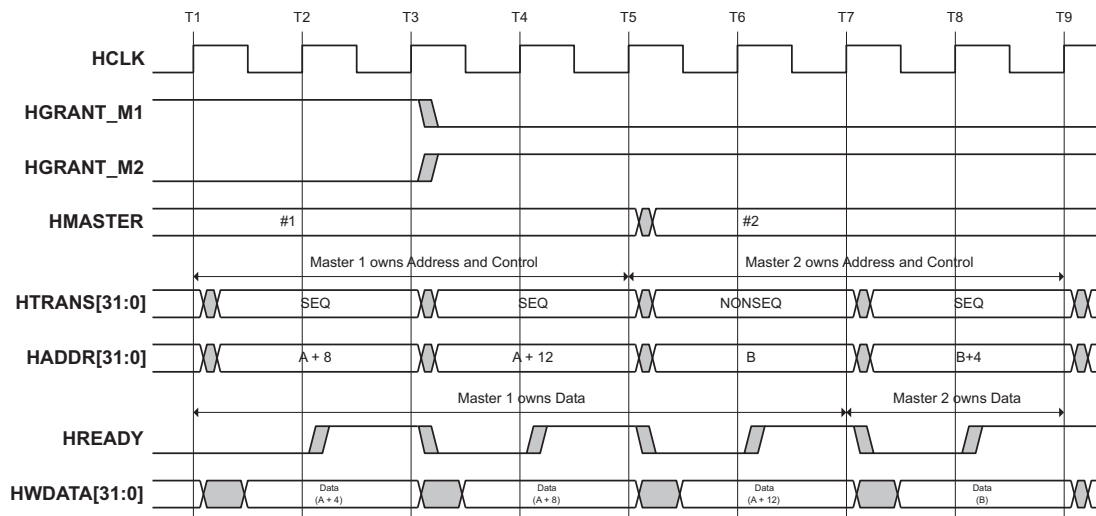 T1 T2 T3 T4 T5 T6 T7 T8 T9
HCLK
HGRANT_M1
HGRANT_M2
HMASTER #1 #2
Master 1 owns Address and Control Master 2 owns Address and Control
HTRANS[31:0] SEQ SEQ NONSEQ SEQ
HADDR[31:0] A + 8 A + 12 B B+4
Master 1 owns Data Master 2 owns Data
HREADY
HWDATA[31:0] Data Data Data Data
(A + 4) (A + 8) (A + 12) (B)